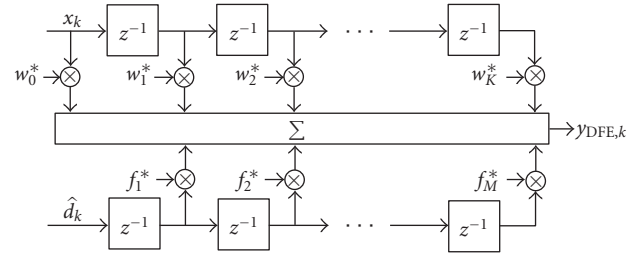 x_k z^{-1} z^{-1} · · · z^{-1}
w_0^* w_1^* w_2^* w_K^*
Σ y_{DFE,k}
f_1^* f_2^* f_M^*
\hat{d}_k z^{-1} z^{-1} · · · z^{-1}